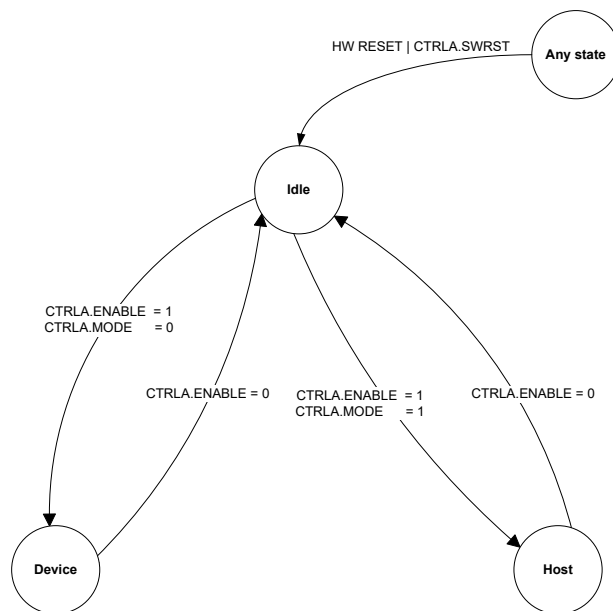 HW RESET | CTRLA.SWRST
Any state
Idle
CTRLA.ENABLE = 1
CTRLA.MODE = 0
CTRLA.ENABLE = 0
CTRLA.ENABLE = 1
CTRLA.MODE = 1
CTRLA.ENABLE = 0
Device
Host